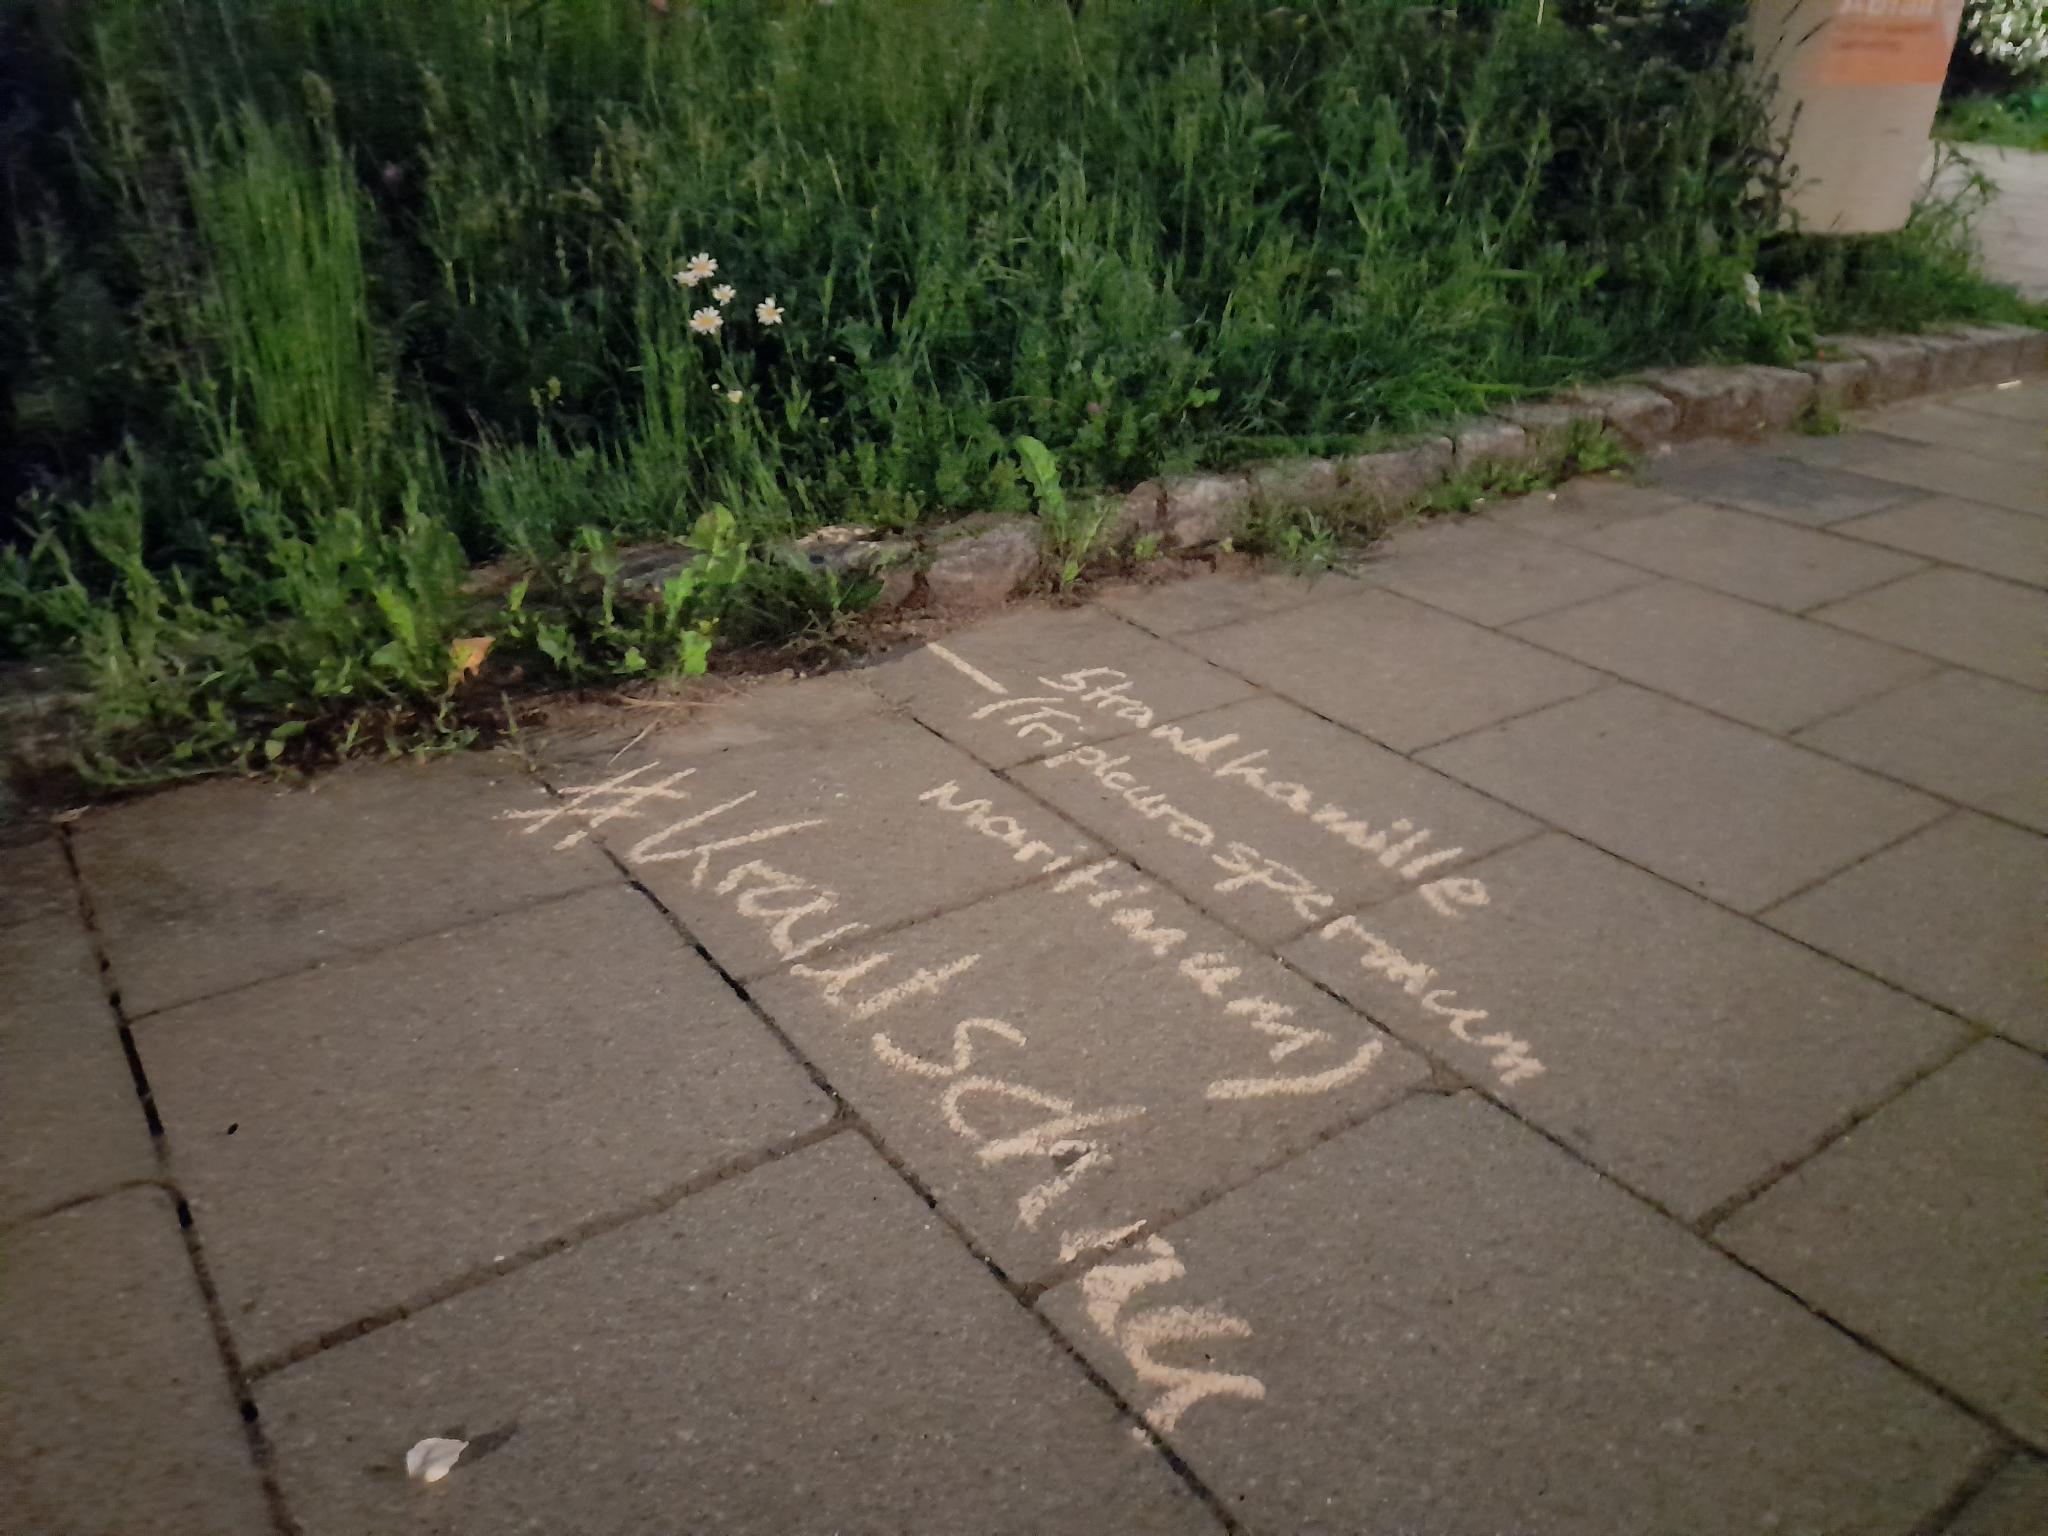 Strandkamille
(Tripleurospermum
maritimum)
#Krautschau